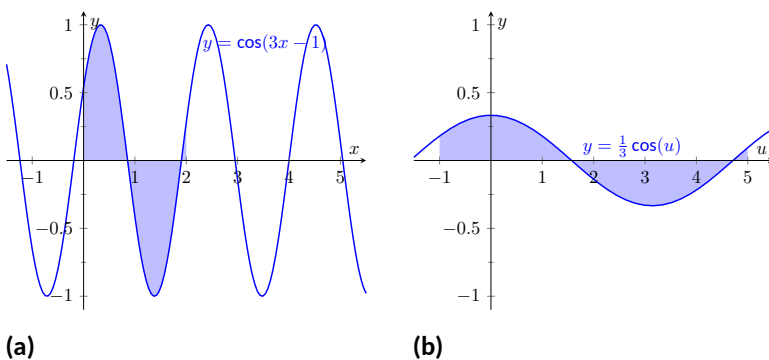 1 y
y = cos(3x − 1)
0.5
x
−1 1 2 3 4 5
−0.5
−1
(a)
1 y
0.5
y = 1/3 cos(u)
u
−1 1 2 3 4 5
−0.5
−1
(b)